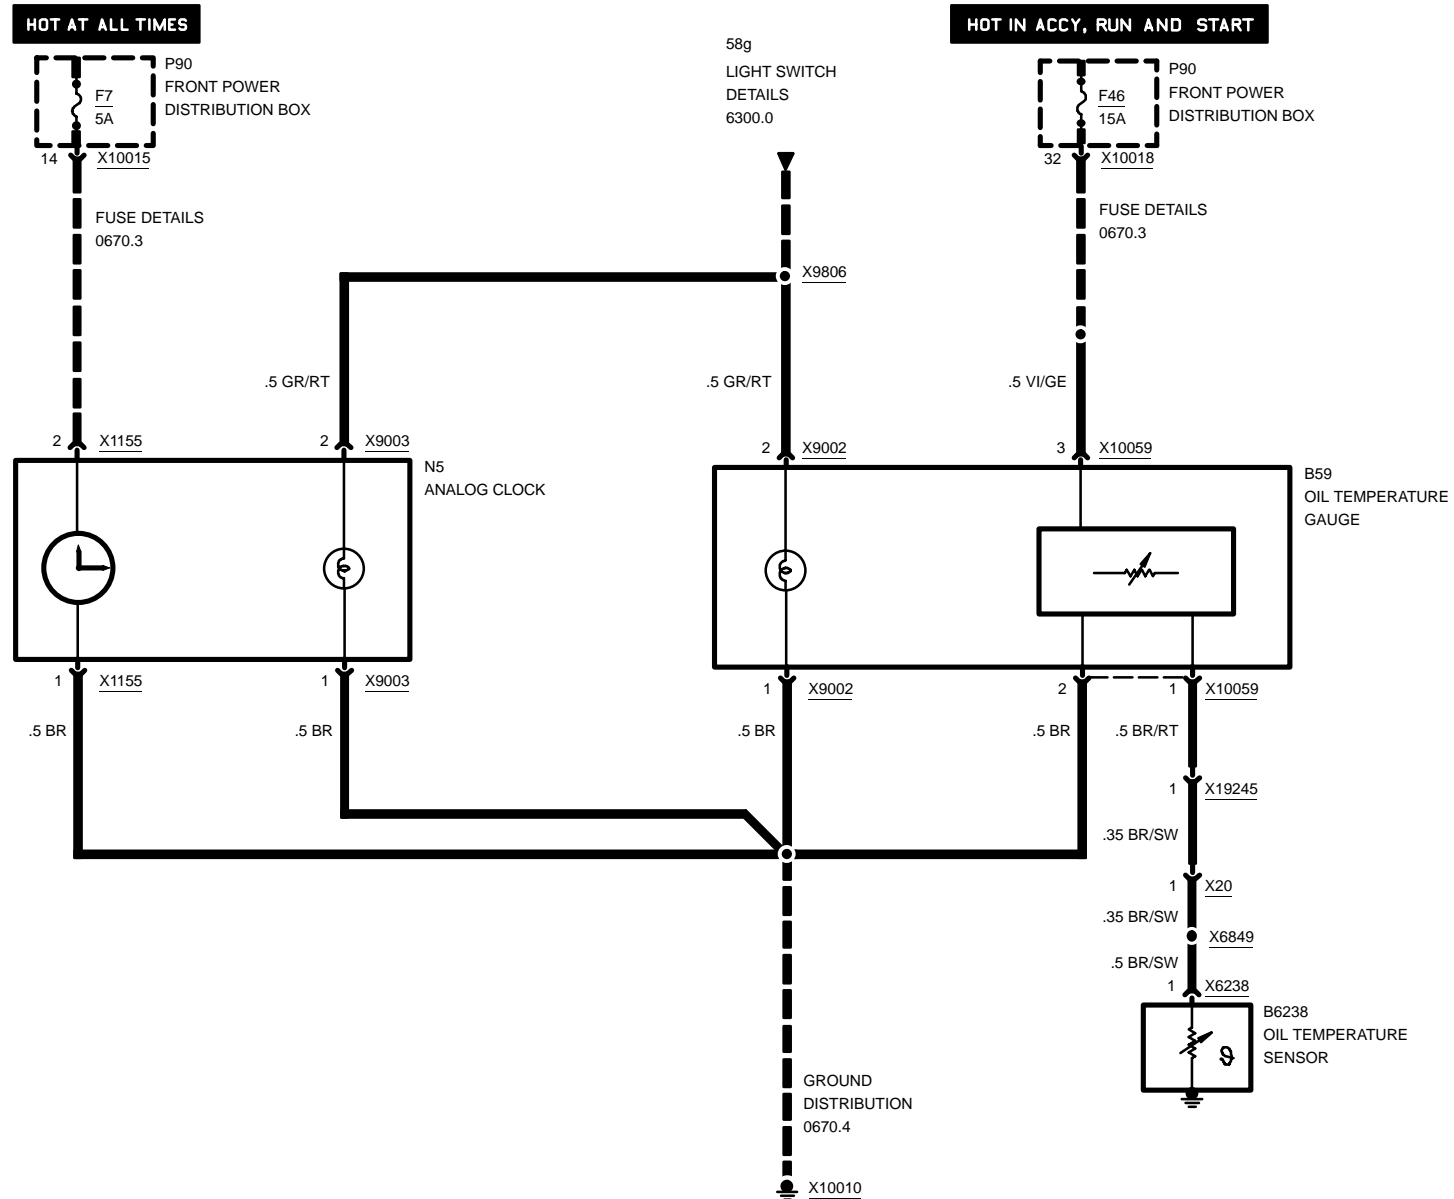 HOT AT ALL TIMES
P90
FRONT POWER
DISTRIBUTION BOX
F7
5A
14
X10015
FUSE DETAILS
0670.3
58g
LIGHT SWITCH
DETAILS
6300.0
HOT IN ACCY, RUN AND START
P90
FRONT POWER
DISTRIBUTION BOX
F46
15A
32
X10018
FUSE DETAILS
0670.3
X9806
.5 GR/RT
.5 GR/RT
.5 VI/GE
2
X1155
2
X9003
2
X9002
3
X10059
N5
ANALOG CLOCK
B59
OIL TEMPERATURE
GAUGE
1
X1155
1
X9003
1
X9002
2
1
X10059
.5 BR
.5 BR
.5 BR
.5 BR
.5 BR/RT
1
X19245
.35 BR/SW
1
X20
.35 BR/SW
X6849
.5 BR/SW
1
X6238
B6238
OIL TEMPERATURE
SENSOR
ϑ
GROUND
DISTRIBUTION
0670.4
X10010